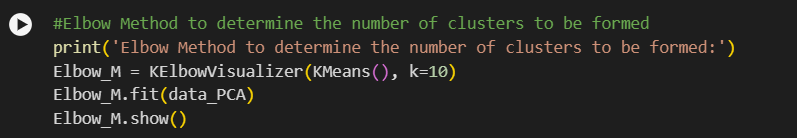 #Elbow Method to determine the number of clusters to be formed
print('Elbow Method to determine the number of clusters to be formed:')
Elbow_M = KElbowVisualizer(KMeans(), k=10)
Elbow_M.fit(data_PCA)
Elbow_M.show()